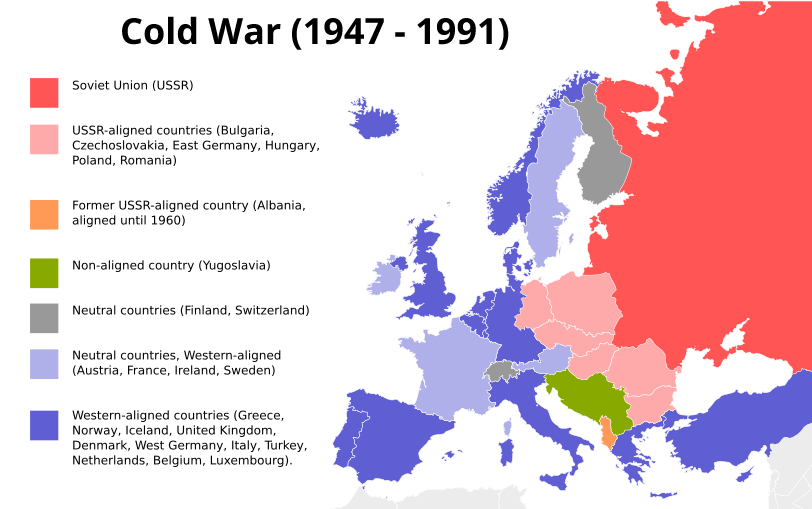 Cold War (1947 - 1991)
Soviet Union (USSR)
USSR-aligned countries (Bulgaria,
Czechoslovakia, East Germany, Hungary,
Poland, Romania)
Former USSR-aligned country (Albania,
aligned until 1960)
Non-aligned country (Yugoslavia)
Neutral countries (Finland, Switzerland)
Neutral countries, Western-aligned
(Austria, France, Ireland, Sweden)
Western-aligned countries (Greece,
Norway, Iceland, United Kingdom,
Denmark, West Germany, Italy, Turkey,
Netherlands, Belgium, Luxembourg).